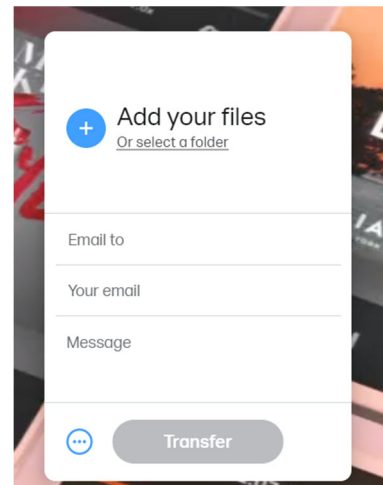 Add your files
Or select a folder
Email to
Your email
Message
Transfer